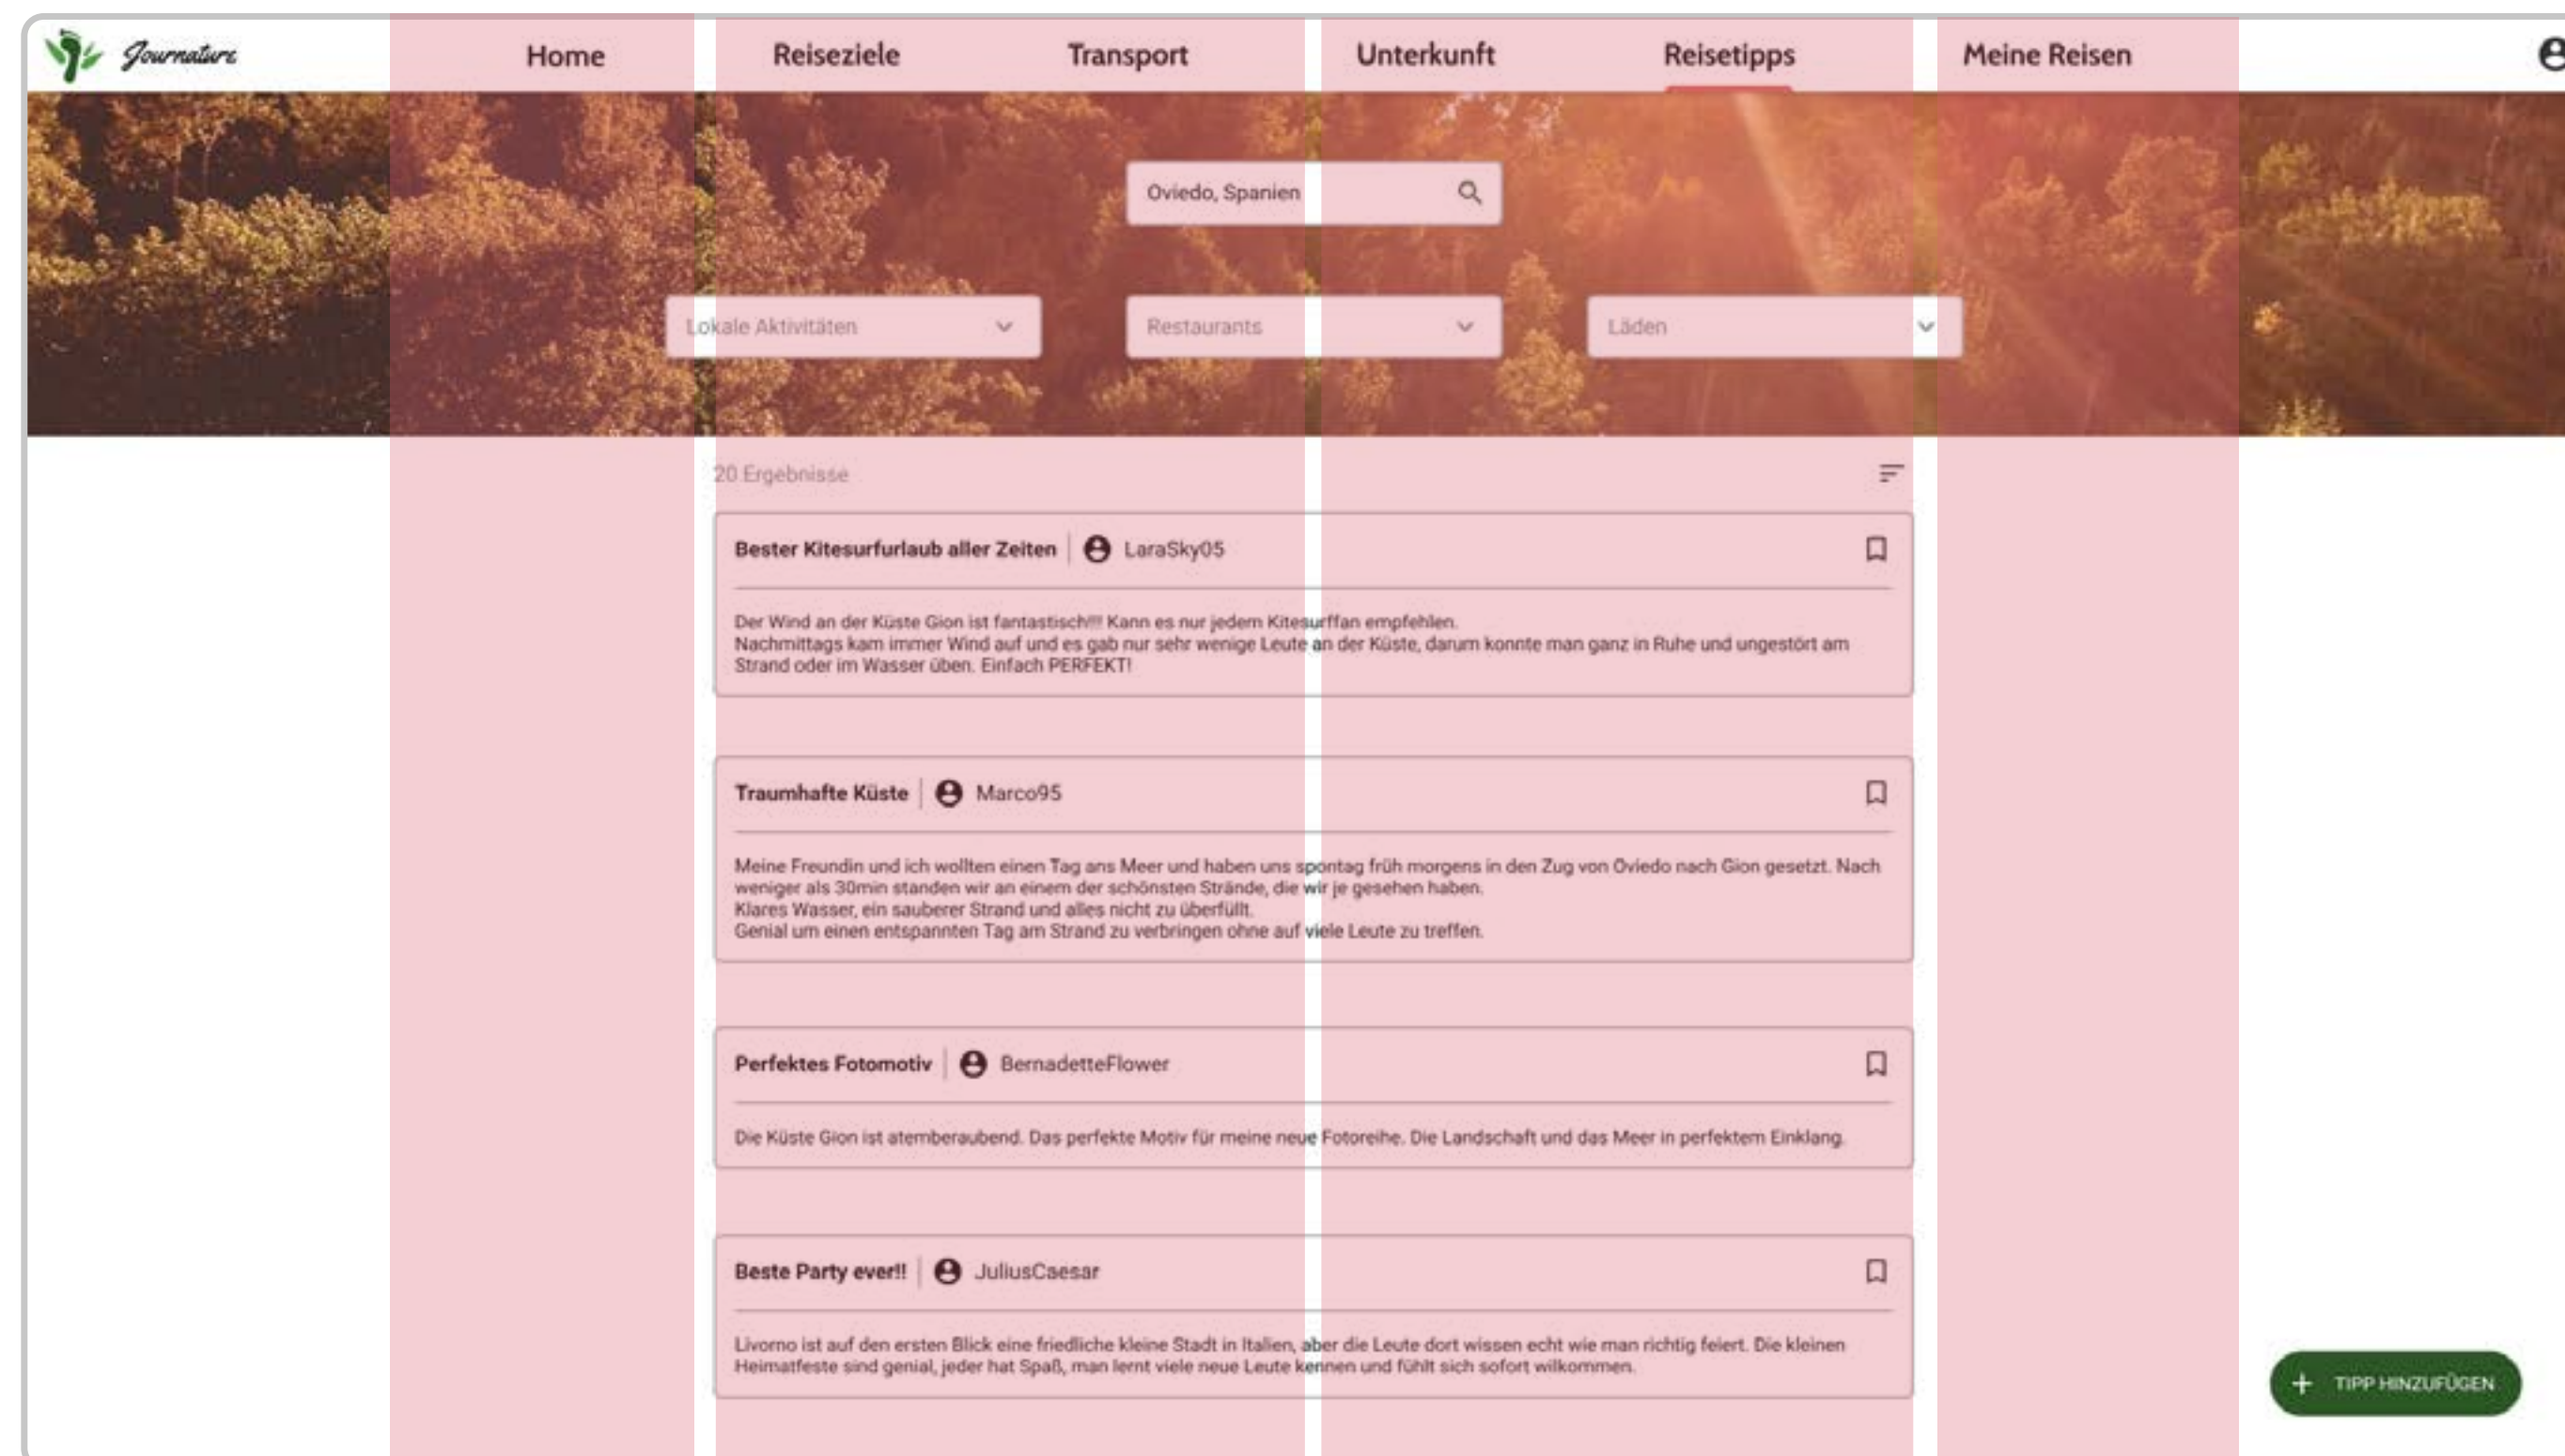 Journature
Home Reiseziele Transport Unterkunft Reisetipps Meine Reisen
Oviedo, Spanien
Lokale Aktivitäten Restaurants Läden
20 Ergebnisse
Bester Kitesurfurlaub aller Zeiten LaraSky05
Der Wind an der Küste Gion ist fantastisch!!! Kann es nur jedem Kitesurffan empfehlen.
Nachmittags kam immer Wind auf und es gab nur sehr wenige Leute an der Küste, darum konnte man ganz in Ruhe und ungestört am
Strand oder im Wasser üben. Einfach PERFEKT!
Traumhafte Küste Marco95
Meine Freundin und ich wollten einen Tag ans Meer und haben uns spontag früh morgens in den Zug von Oviedo nach Gion gesetzt. Nach
weniger als 30min standen wir an einem der schönsten Strände, die wir je gesehen haben.
Klares Wasser, ein sauberer Strand und alles nicht zu überfüllt.
Genial um einen entspannten Tag am Strand zu verbringen ohne auf viele Leute zu treffen.
Perfektes Fotomotiv BernadetteFlower
Die Küste Gion ist atemberaubend. Das perfekte Motiv für meine neue Fotoreihe. Die Landschaft und das Meer in perfektem Einklang.
Beste Party ever!! JuliusCaesar
Livorno ist auf den ersten Blick eine friedliche kleine Stadt in Italien, aber die Leute dort wissen echt wie man richtig feiert. Die kleinen
Heimatfeste sind genial, jeder hat Spaß, man lernt viele neue Leute kennen und fühlt sich sofort wilkommen.
+ TIPP HINZUFÜGEN